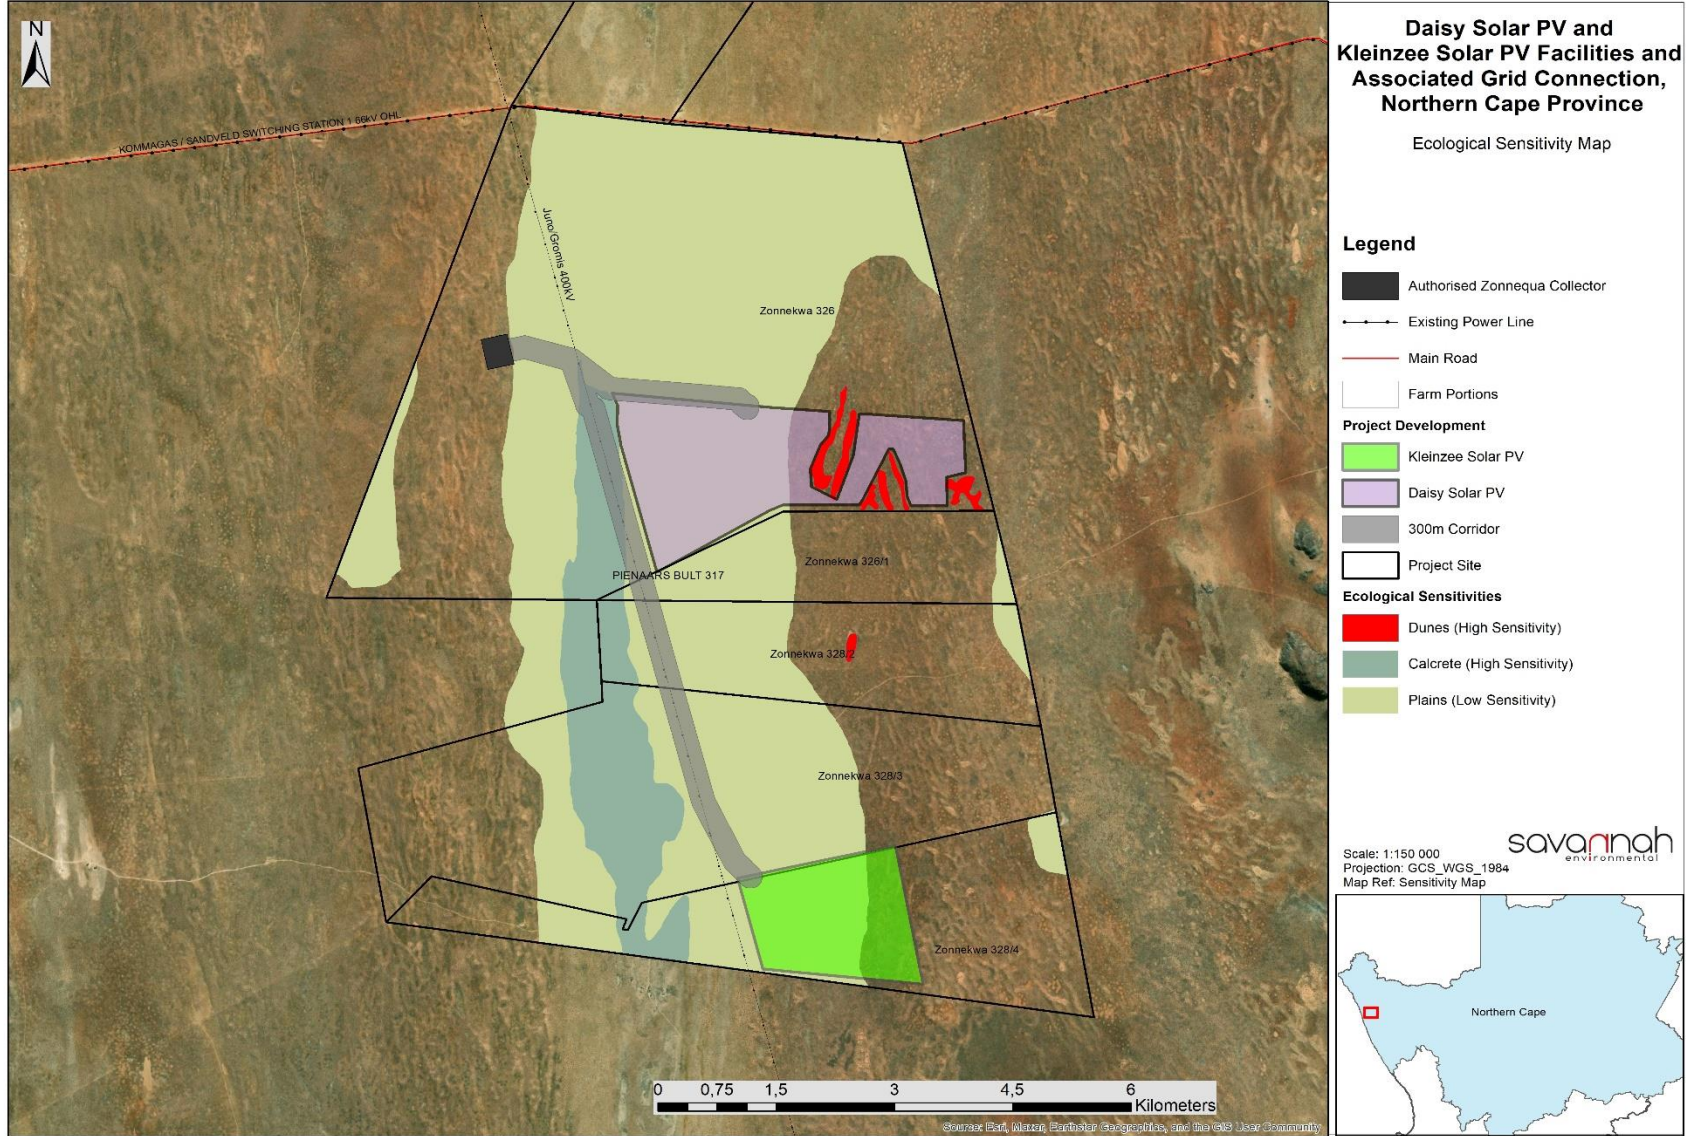 N
KOMMAGAS / SANDVELD SWITCHING STATION 1 66kV OHL
Juno/Gromis 400kV
Zonnekwa 326
PIENAARS BULT 317
Zonnekwa 326/1
Zonnekwa 328/2
Zonnekwa 328/3
Zonnekwa 328/4
0 0,75 1,5 3 4,5 6
Kilometers
Source: Esri, Maxar, Earthstar Geographics, and the GIS User Community
Daisy Solar PV and
Kleinzee Solar PV Facilities and
Associated Grid Connection,
Northern Cape Province
Ecological Sensitivity Map
Legend
Authorised Zonnequa Collector
Existing Power Line
Main Road
Farm Portions
Project Development
Kleinzee Solar PV
Daisy Solar PV
300m Corridor
Project Site
Ecological Sensitivities
Dunes (High Sensitivity)
Calcrete (High Sensitivity)
Plains (Low Sensitivity)
savannah
environmental
Scale: 1:150 000
Projection: GCS_WGS_1984
Map Ref: Sensitivity Map
Northern Cape